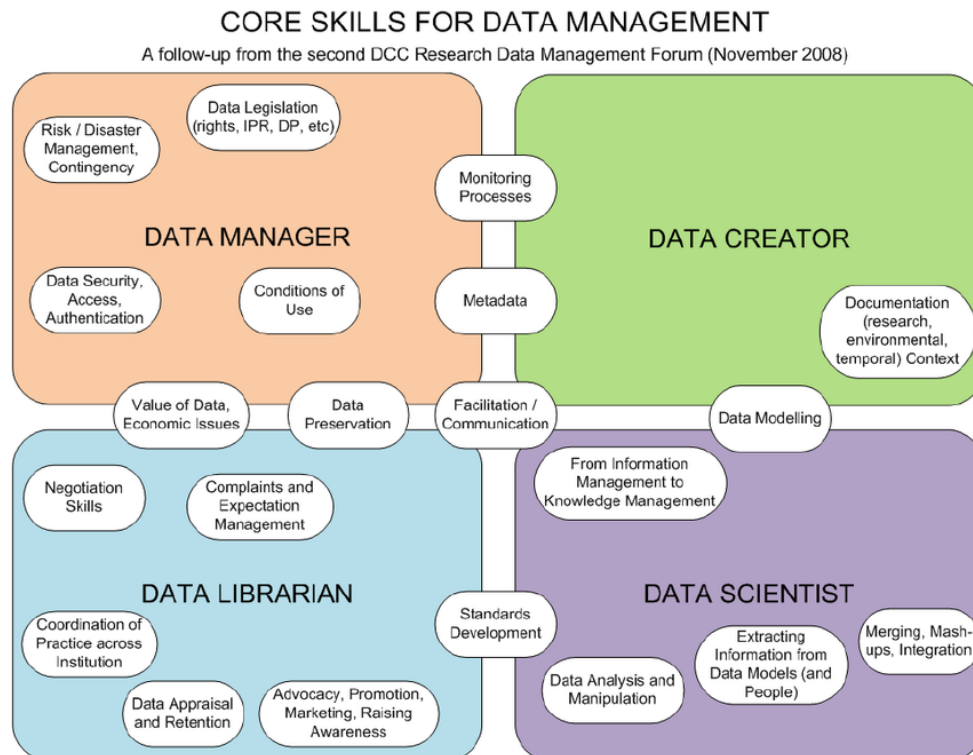 CORE SKILLS FOR DATA MANAGEMENT
A follow-up from the second DCC Research Data Management Forum (November 2008)
Data Legislation
(rights, IPR, DP, etc)
Risk / Disaster
Management,
Contingency
Monitoring
Processes
DATA MANAGER
DATA CREATOR
Data Security,
Access,
Authentication
Conditions of
Use
Metadata
Documentation
(research,
environmental,
temporal) Context
Value of Data,
Economic Issues
Data
Preservation
Facilitation /
Communication
Data Modelling
Negotiation
Skills
Complaints and
Expectation
Management
From Information
Management to
Knowledge Management
DATA LIBRARIAN
DATA SCIENTIST
Coordination of
Practice across
Institution
Standards
Development
Extracting
Information from
Data Models (and
People)
Merging, Mash-
ups, Integration
Data Appraisal
and Retention
Advocacy, Promotion,
Marketing, Raising
Awareness
Data Analysis and
Manipulation